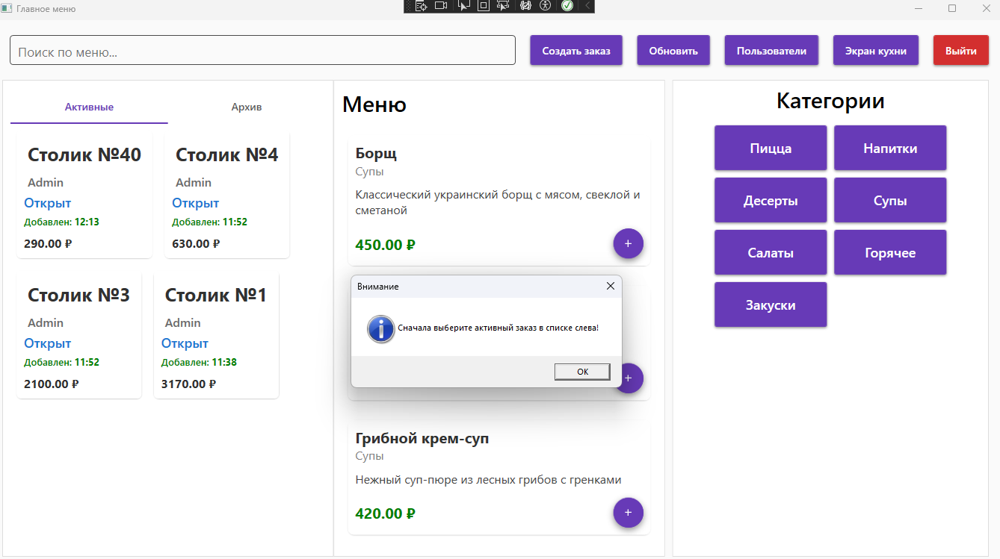 Главное меню
Поиск по меню...
Создать заказ
Обновить
Пользователи
Экран кухни
Выйти
Активные
Архив
Столик №40
Admin
Открыт
Добавлен: 12:13
290.00 ₽
Столик №4
Admin
Открыт
Добавлен: 11:52
630.00 ₽
Столик №3
Admin
Открыт
Добавлен: 11:52
2100.00 ₽
Столик №1
Admin
Открыт
Добавлен: 11:38
3170.00 ₽
Меню
Борщ
Супы
Классический украинский борщ с мясом, свеклой и
сметаной
450.00 ₽
+
Внимание
Сначала выберите активный заказ в списке слева!
OK
+
Грибной крем-суп
Супы
Нежный суп-пюре из лесных грибов с гренками
420.00 ₽
+
Категории
Пицца
Напитки
Десерты
Супы
Салаты
Горячее
Закуски